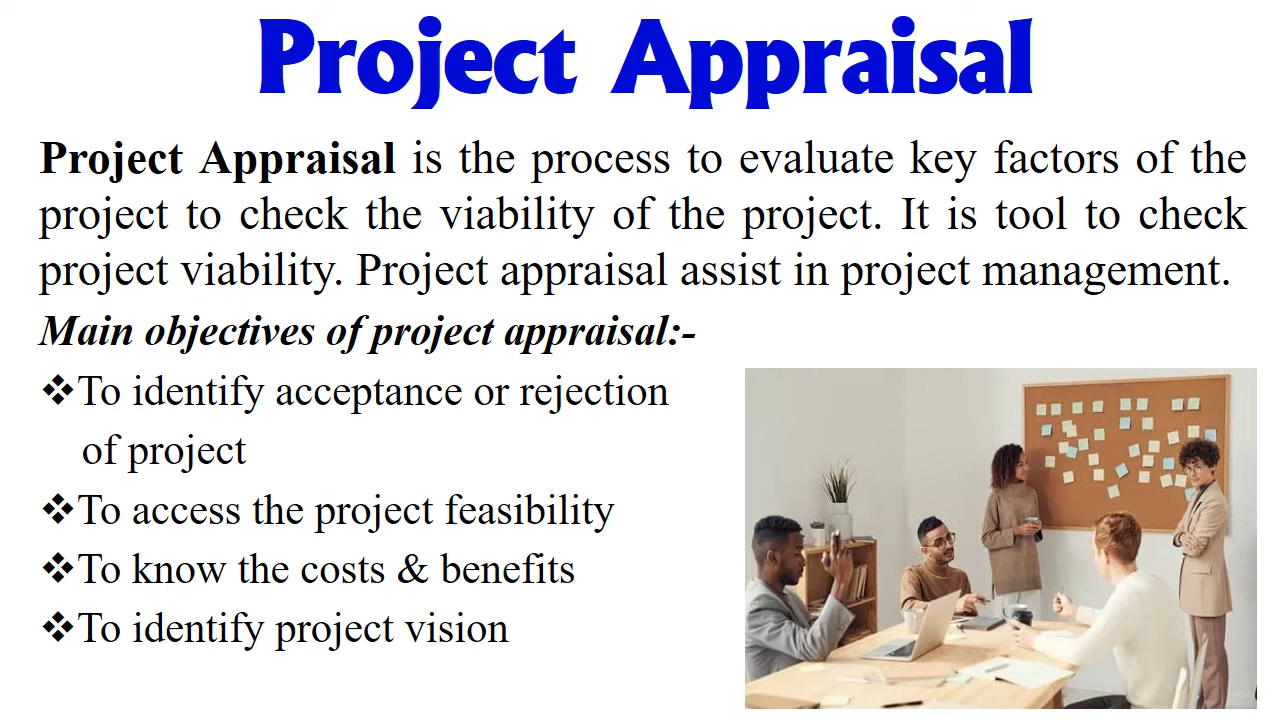 Project Appraisal
Project Appraisal is the process to evaluate key factors of the
project to check the viability of the project. It is tool to check
project viability. Project appraisal assist in project management.
Main objectives of project appraisal:-
❖To identify acceptance or rejection
of project
❖To access the project feasibility
❖To know the costs & benefits
❖To identify project vision